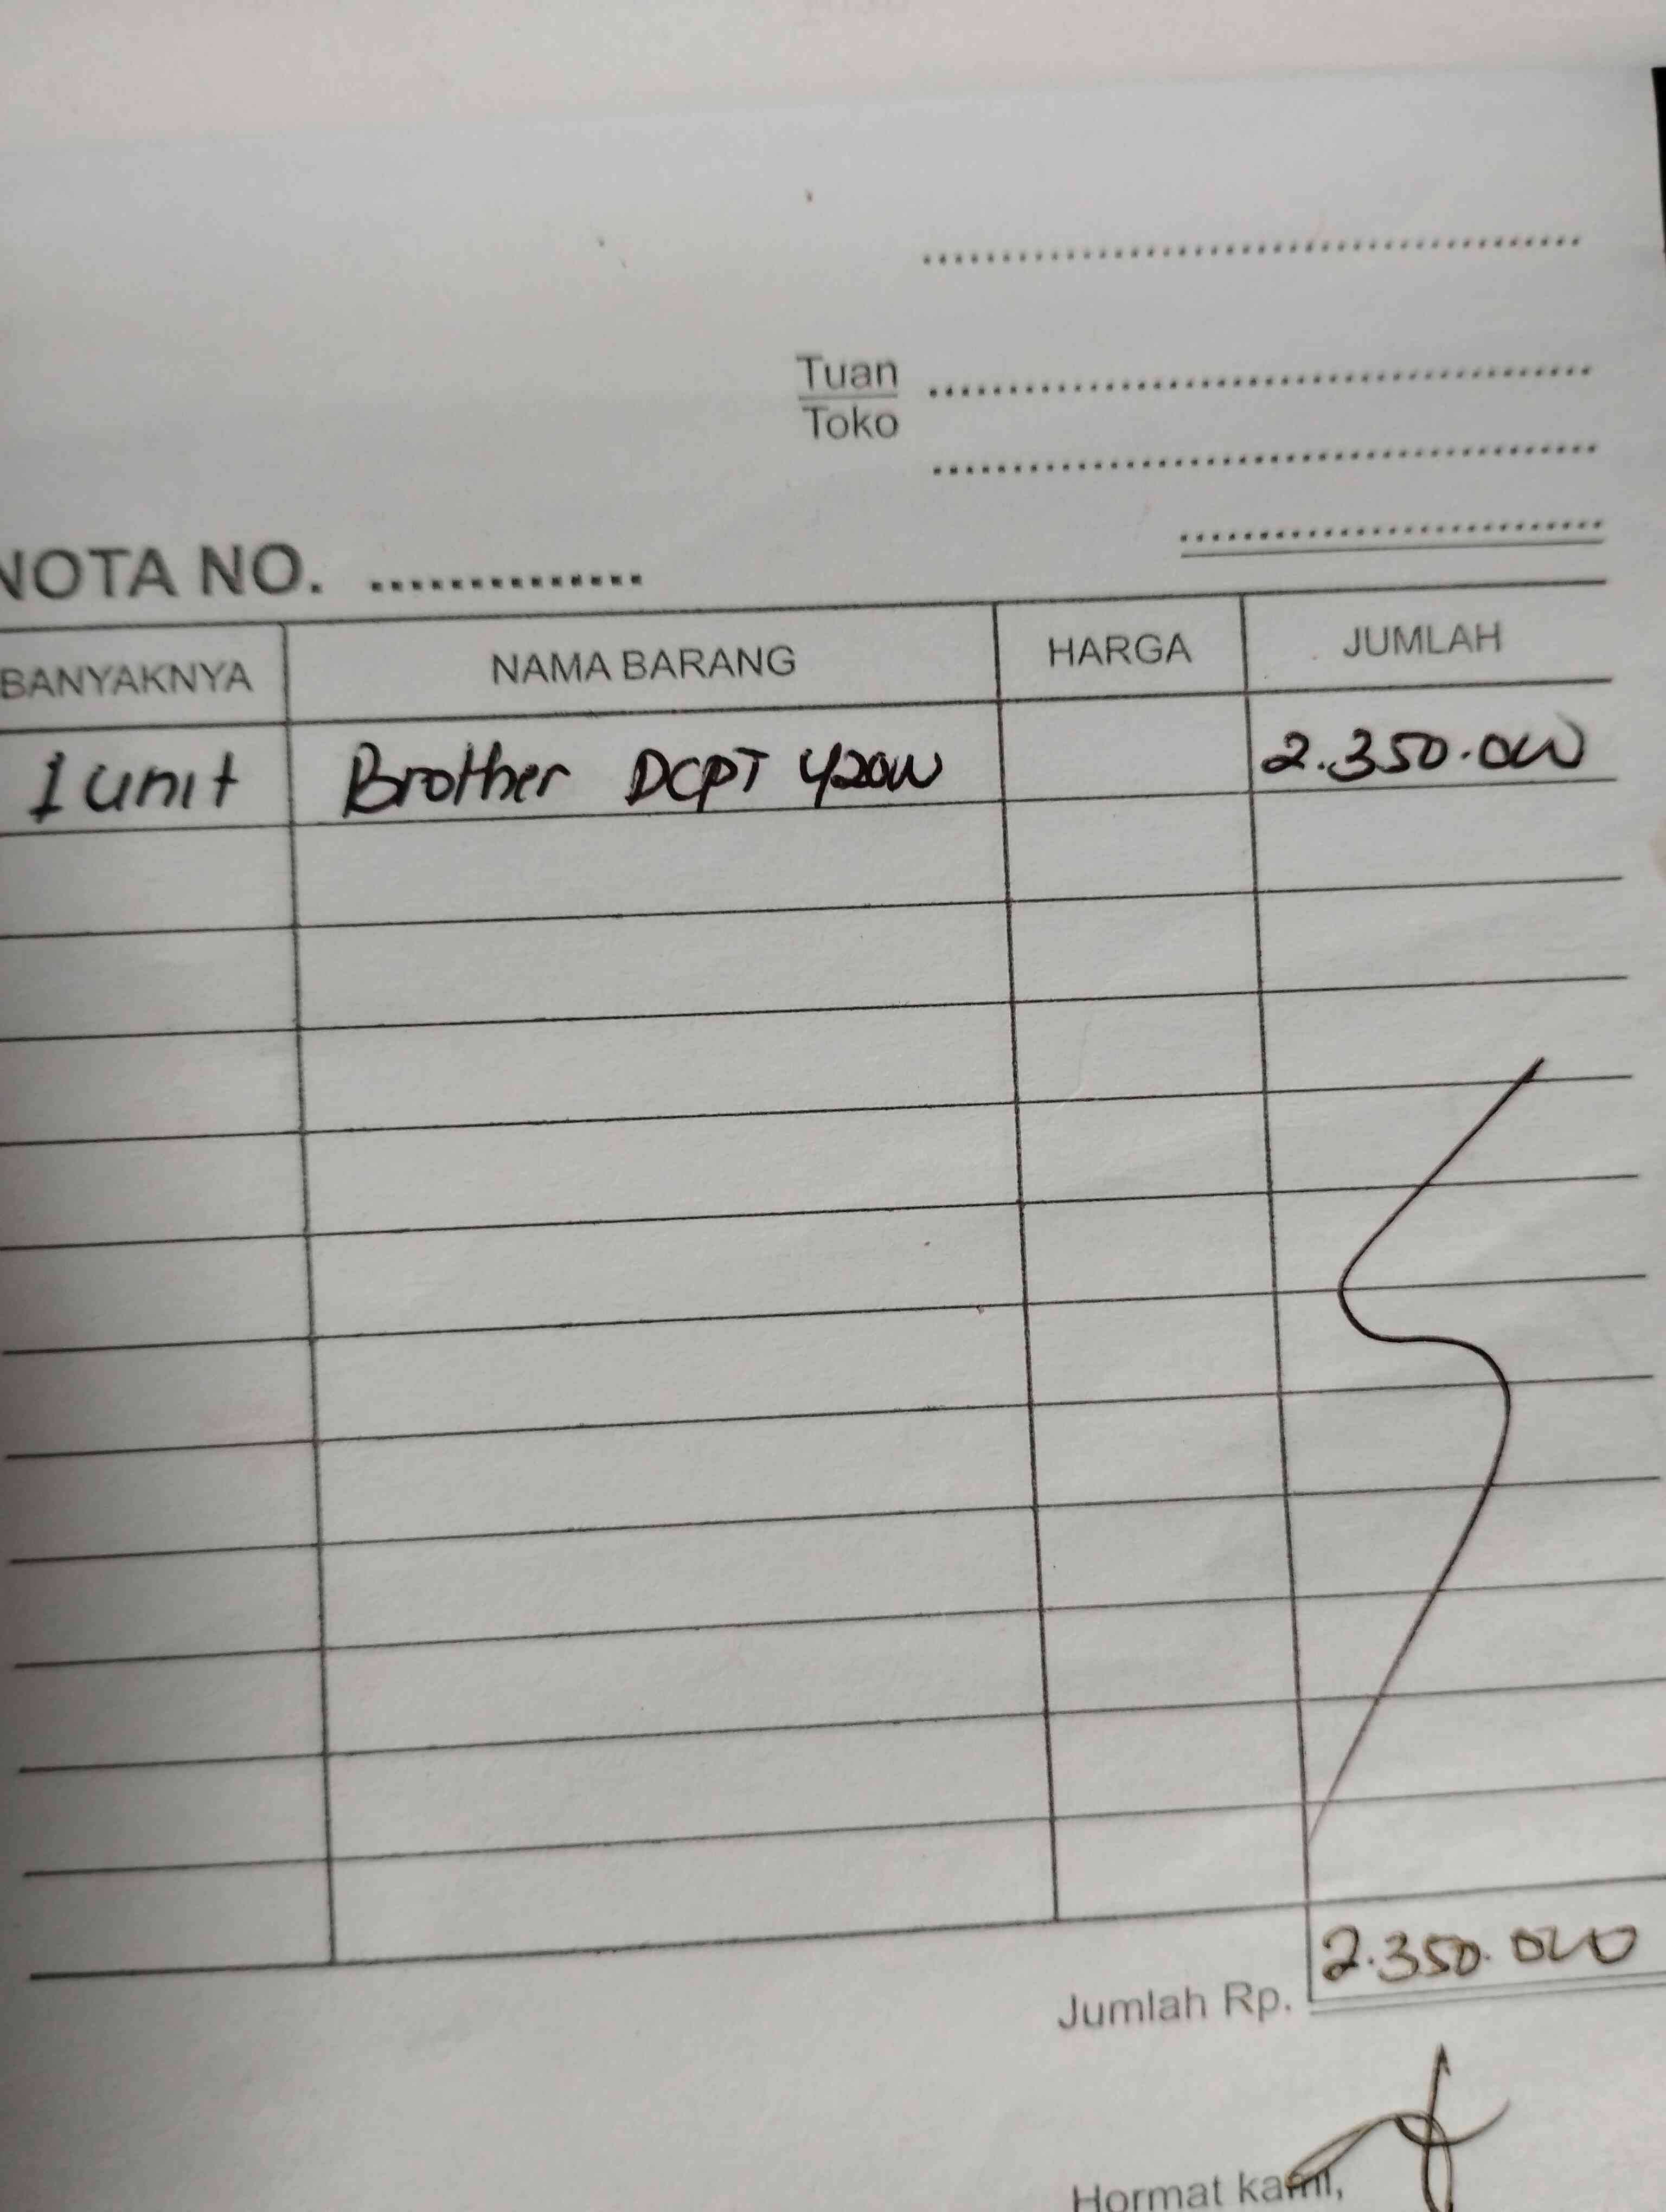 Tuan
Toko
NOTA NO.
BANYAKNYA NAMA BARANG HARGA JUMLAH
1 unit Brother DCPT 420W 2.350.000
Jumlah Rp. 2.350.000
Hormat kami,